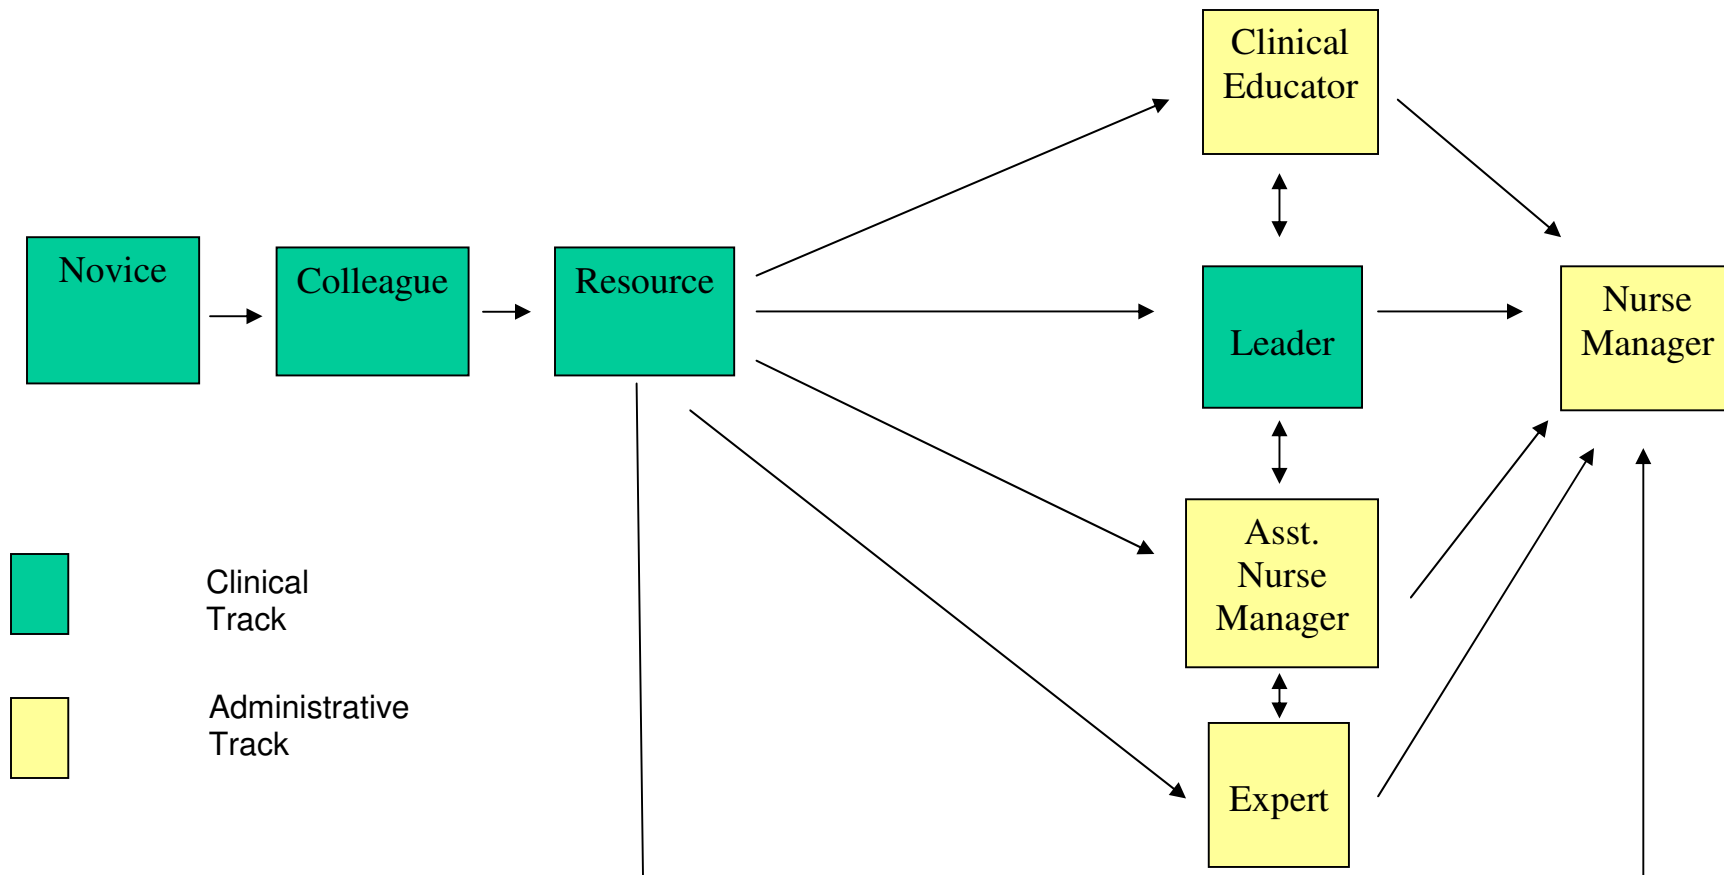 Clinical
Educator
Novice
Colleague
Resource
Leader
Nurse
Manager
Asst.
Nurse
Manager
Clinical
Track
Administrative
Track
Expert